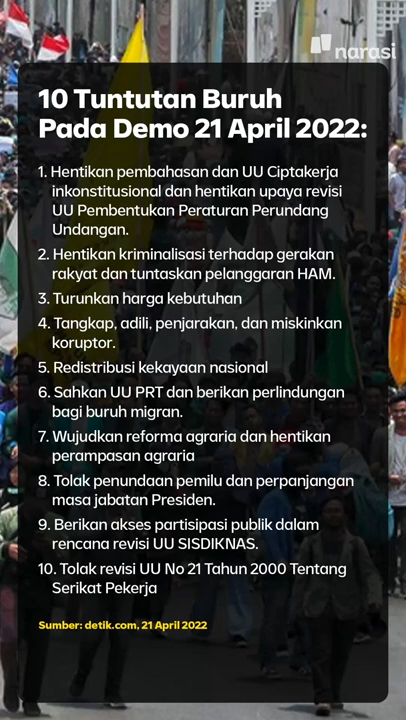 narasi
10 Tuntutan Buruh
Pada Demo 21 April 2022:
1. Hentikan pembahasan dan UU Ciptakerja
inkonstitusional dan hentikan upaya revisi
UU Pembentukan Peraturan Perundang
Undangan.
2. Hentikan kriminalisasi terhadap gerakan
rakyat dan tuntaskan pelanggaran HAM.
3. Turunkan harga kebutuhan
4. Tangkap, adili, penjarakan, dan miskinkan
koruptor.
5. Redistribusi kekayaan nasional
6. Sahkan UU PRT dan berikan perlindungan
bagi buruh migran.
7. Wujudkan reforma agraria dan hentikan
perampasan agraria
8. Tolak penundaan pemilu dan perpanjangan
masa jabatan Presiden.
9. Berikan akses partisipasi publik dalam
rencana revisi UU SISDIKNAS.
10. Tolak revisi UU No 21 Tahun 2000 Tentang
Serikat Pekerja
Sumber: detik.com, 21 April 2022